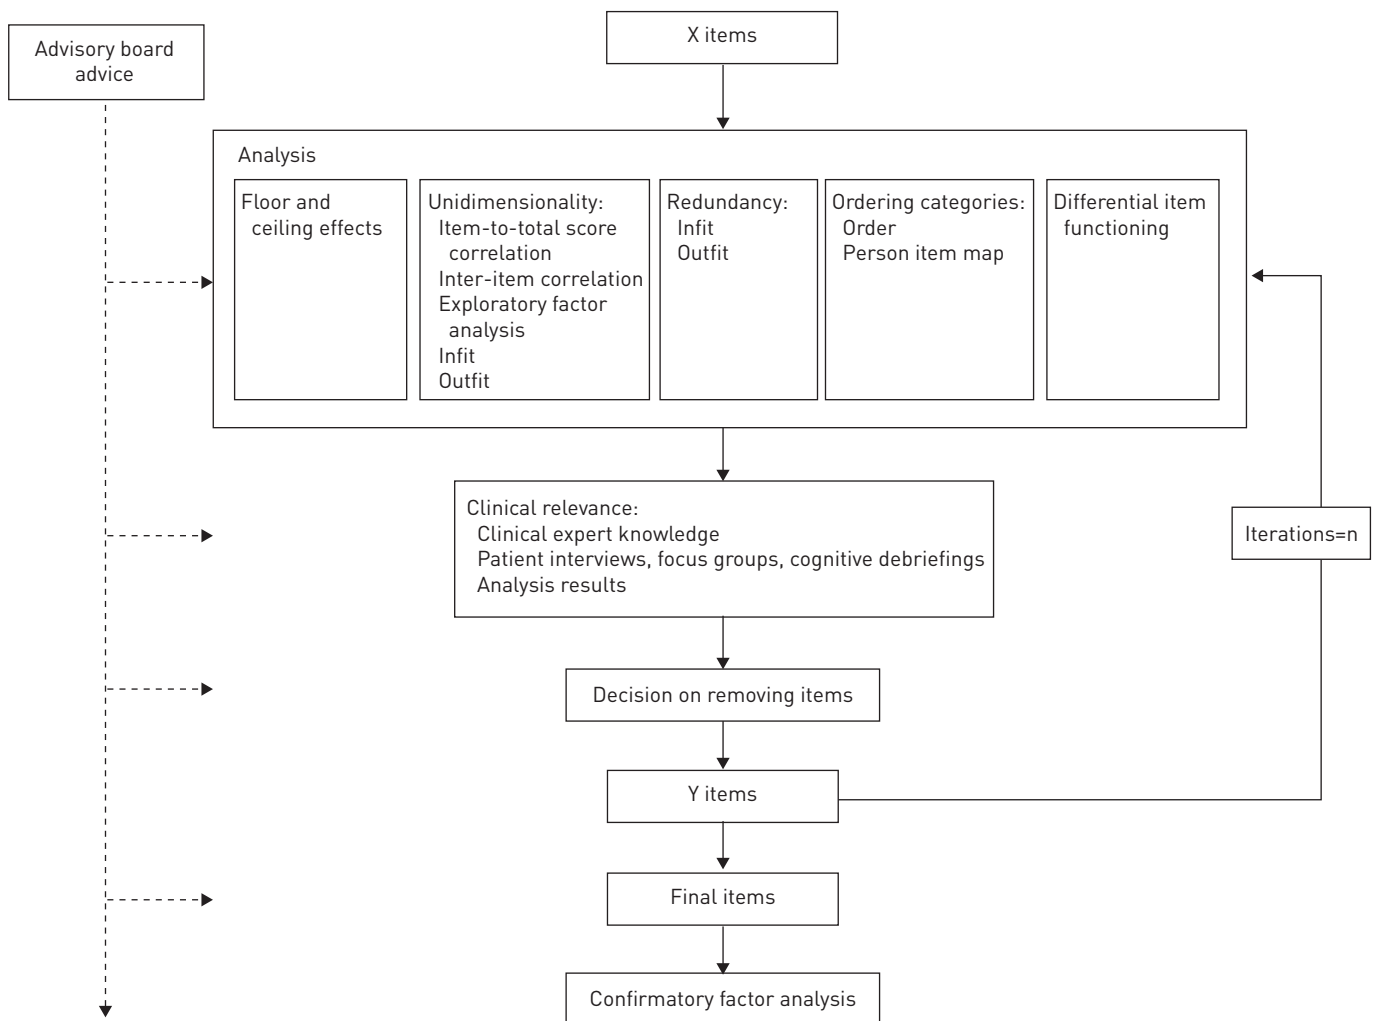 Advisory board
advice
X items
Analysis
Floor and
ceiling effects
Unidimensionality:
Item-to-total score
correlation
Inter-item correlation
Exploratory factor
analysis
Infit
Outfit
Redundancy:
Infit
Outfit
Ordering categories:
Order
Person item map
Differential item
functioning
Clinical relevance:
Clinical expert knowledge
Patient interviews, focus groups, cognitive debriefings
Analysis results
Iterations=n
Decision on removing items
Y items
Final items
Confirmatory factor analysis